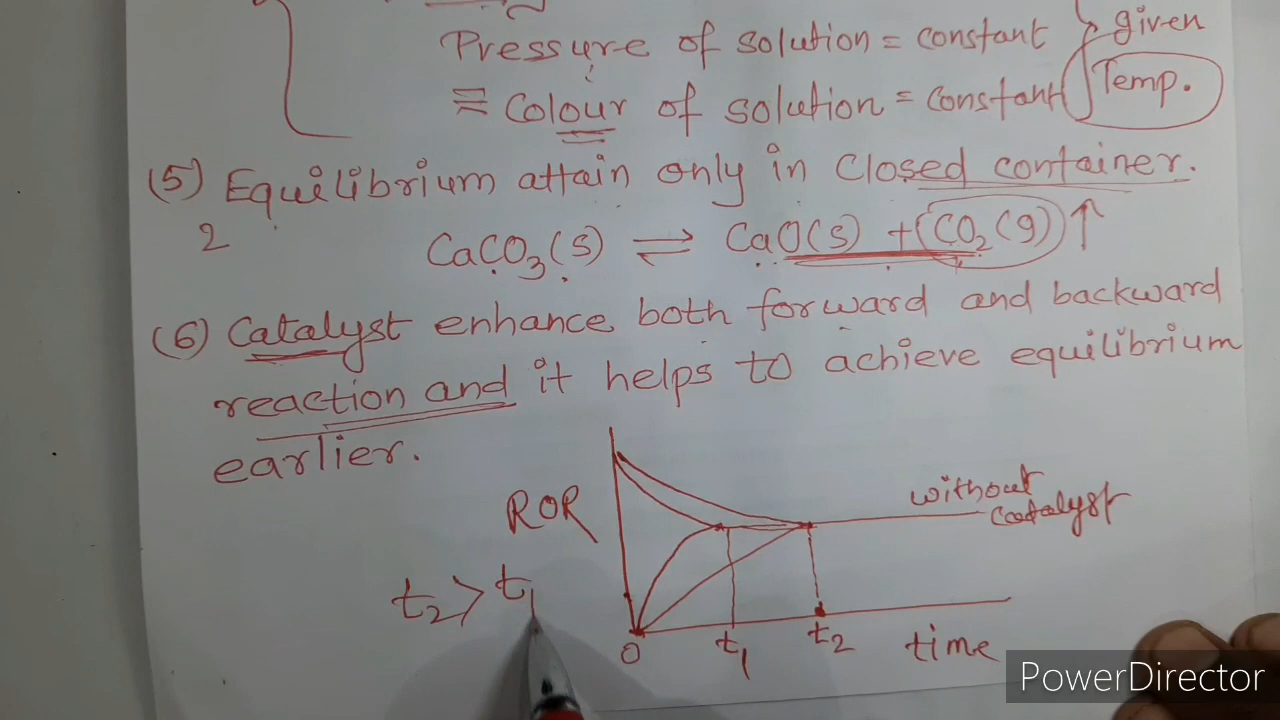 Pressure of solution = constant given
≡ Colour of solution = constant Temp.
(5) Equilibrium attain only in Closed container.
2 CaCO3(s) ⇌ CaO(s) + CO2(g) ↑
(6) Catalyst enhance both forward and backward
reaction and it helps to achieve equilibrium
earlier.
without
catalyst
ROR
t2 > t1
0 t1 t2 time
PowerDirector